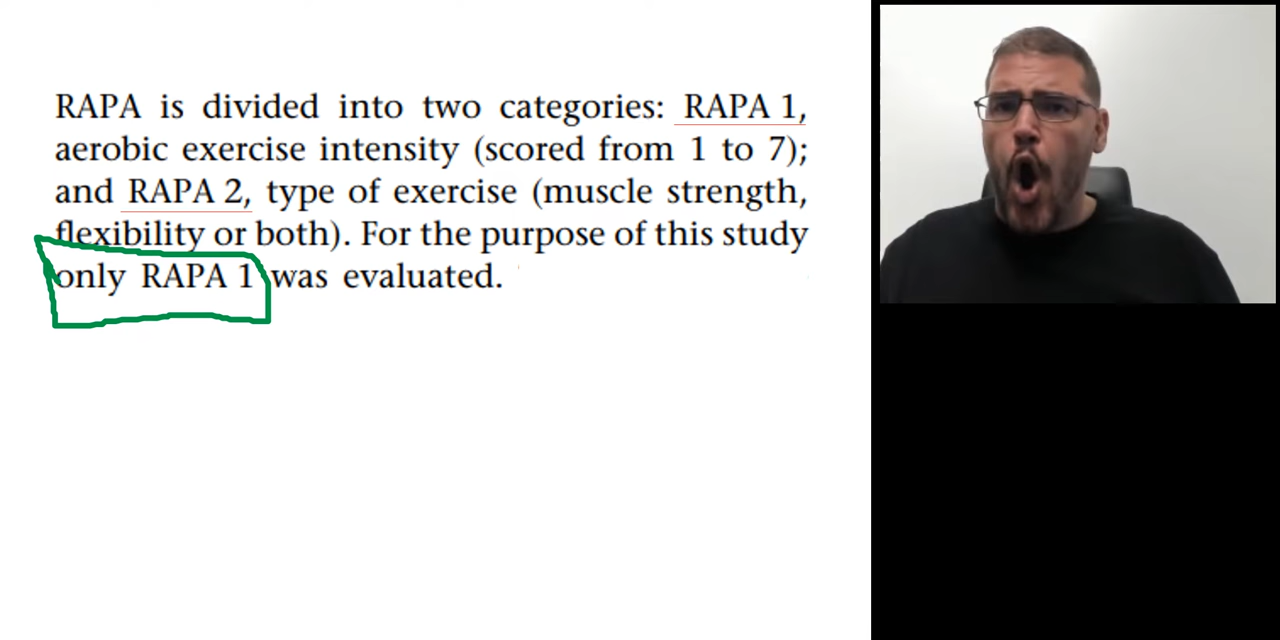 RAPA is divided into two categories: RAPA 1,
aerobic exercise intensity (scored from 1 to 7);
and RAPA 2, type of exercise (muscle strength,
flexibility or both). For the purpose of this study
only RAPA 1 was evaluated.